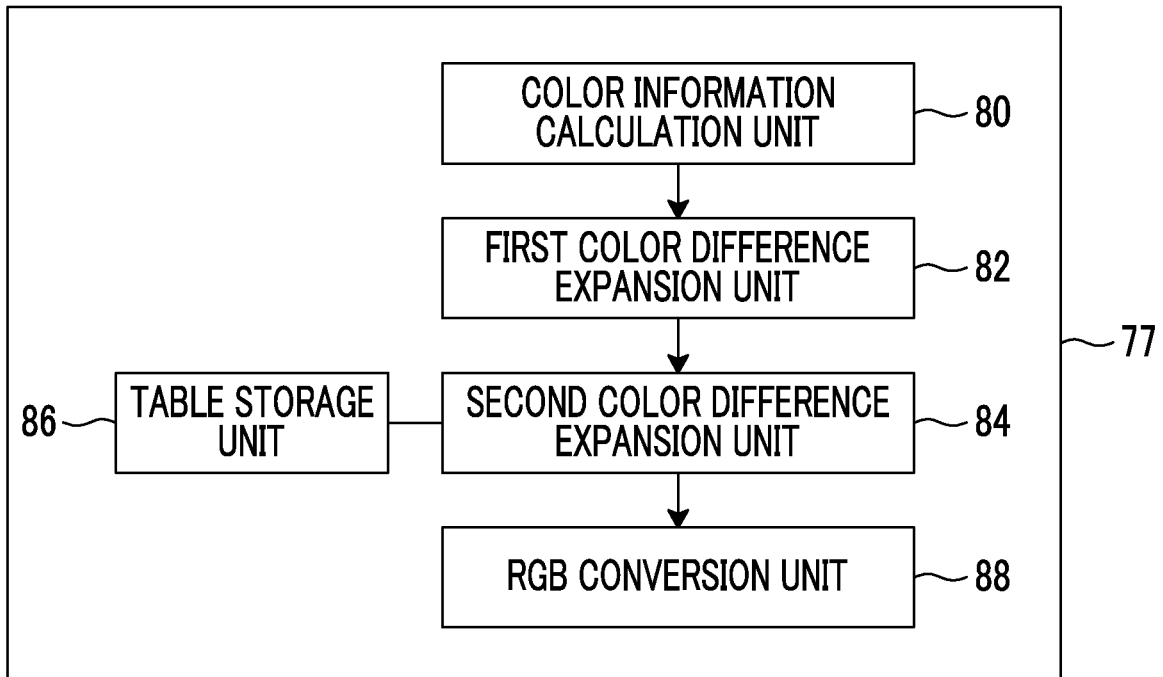 COLOR INFORMATION
CALCULATION UNIT
80
FIRST COLOR DIFFERENCE
EXPANSION UNIT
82
77
86
TABLE STORAGE
UNIT
SECOND COLOR DIFFERENCE
EXPANSION UNIT
84
RGB CONVERSION UNIT
88